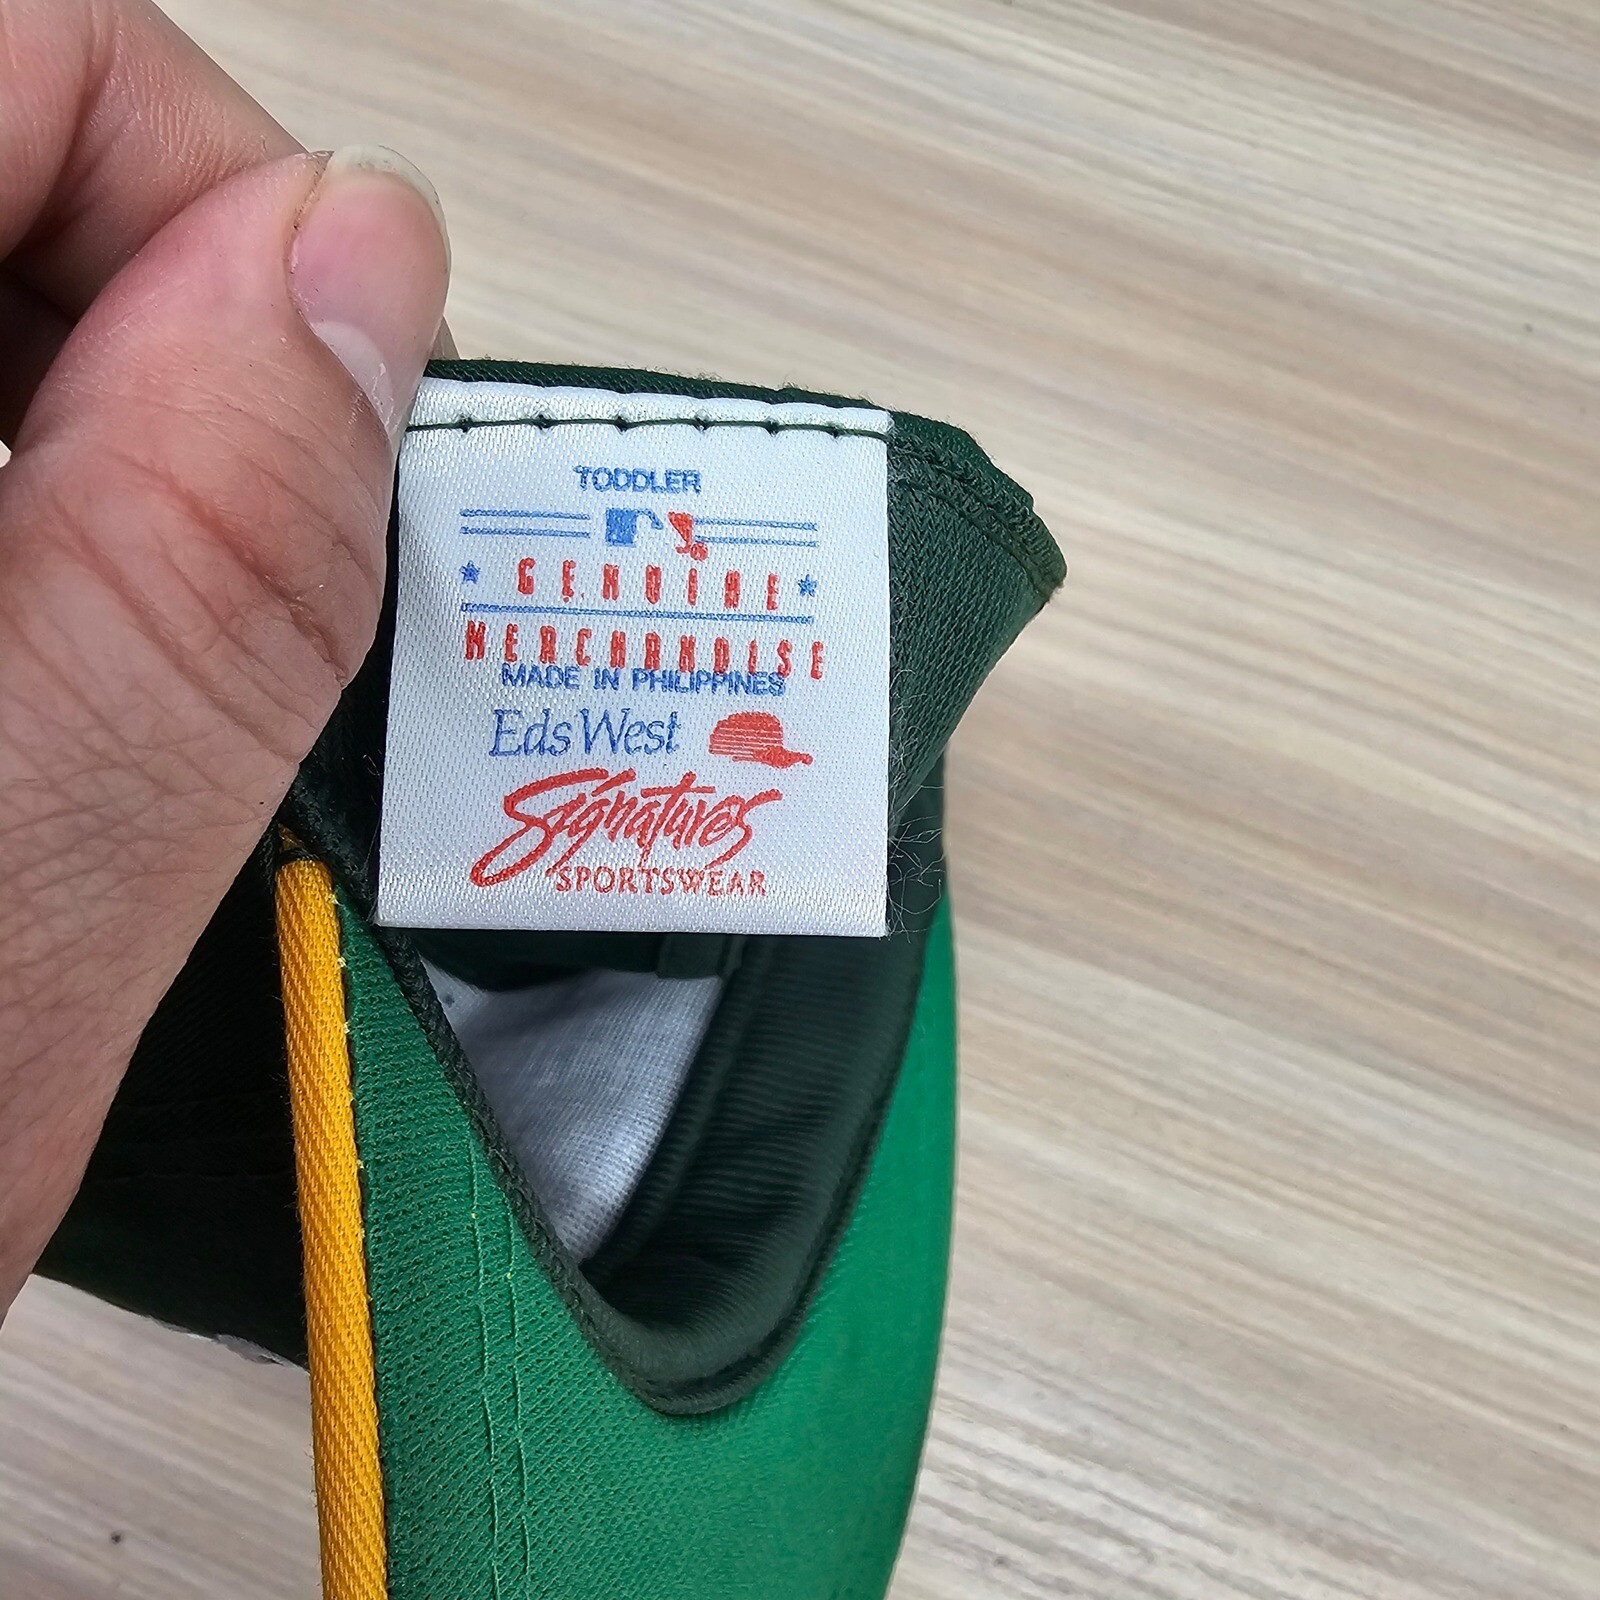 TODDLER
GENUINE
MERCHANDISE
MADE IN PHILIPPINES
Eds West
Signatures
SPORTSWEAR